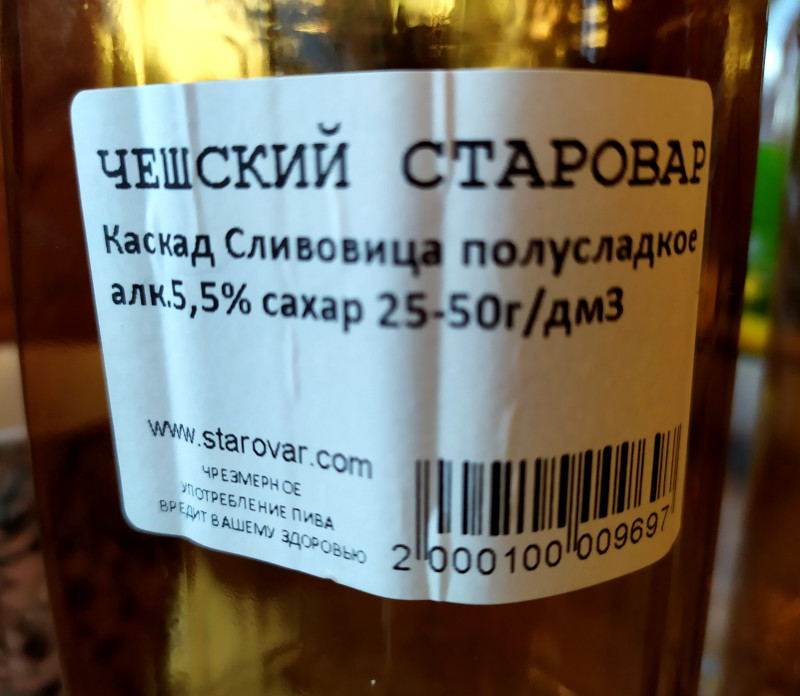 ЧЕШСКИЙ СТАРОВАР
Каскад Сливовица полусладкое
алк.5,5% сахар 25-50г/дм3
www.starovar.com
ЧРЕЗМЕРНОЕ
УПОТРЕБЛЕНИЕ ПИВА
ВРЕДИТ ВАШЕМУ ЗДОРОВЬЮ
2 000100 009697